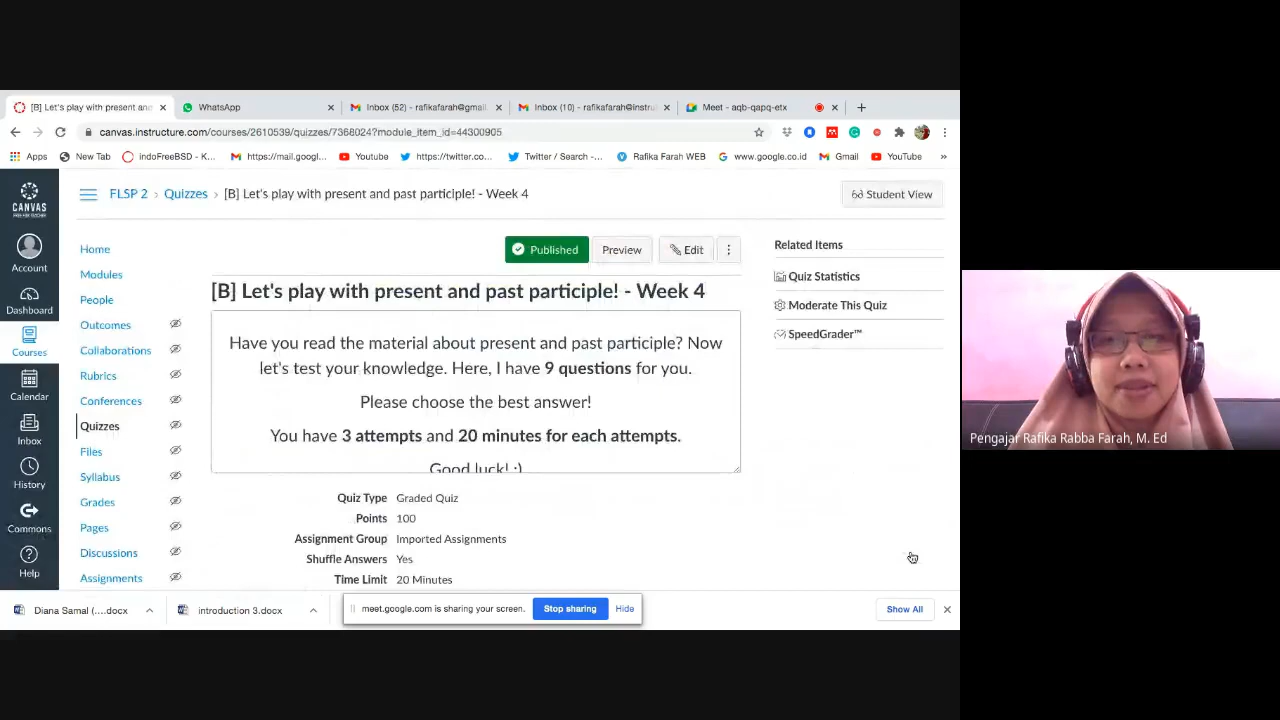 [B] Let's play with present and
WhatsApp
Inbox (52) - rafikafarah@gmail.
Inbox (10) - rafikafarah@instru
Meet - aqb-qapq-etx
canvas.instructure.com/courses/2610539/quizzes/7368024?module_item_id=44300905
Apps
New Tab
indoFreeBSD - K...
https://mail.googl...
Youtube
https://twitter.co...
Twitter / Search -...
Rafika Farah WEB
www.google.co.id
Gmail
YouTube
»
CANVAS
Account
Dashboard
Courses
Calendar
Inbox
History
Commons
Help
FLSP 2 › Quizzes › [B] Let's play with present and past participle! - Week 4
Student View
Home
Modules
People
Outcomes
Collaborations
Rubrics
Conferences
Quizzes
Files
Syllabus
Grades
Pages
Discussions
Assignments
Published
Preview
Edit
[B] Let's play with present and past participle! - Week 4
Have you read the material about present and past participle? Now
let's test your knowledge. Here, I have 9 questions for you.
Please choose the best answer!
You have 3 attempts and 20 minutes for each attempts.
Good luck! :)
Quiz Type Graded Quiz
Points 100
Assignment Group Imported Assignments
Shuffle Answers Yes
Time Limit 20 Minutes
Related Items
Quiz Statistics
Moderate This Quiz
SpeedGrader™
Pengajar Rafika Rabba Farah, M. Ed
Diana Samal (....docx
introduction 3.docx
meet.google.com is sharing your screen.
Stop sharing
Hide
Show All